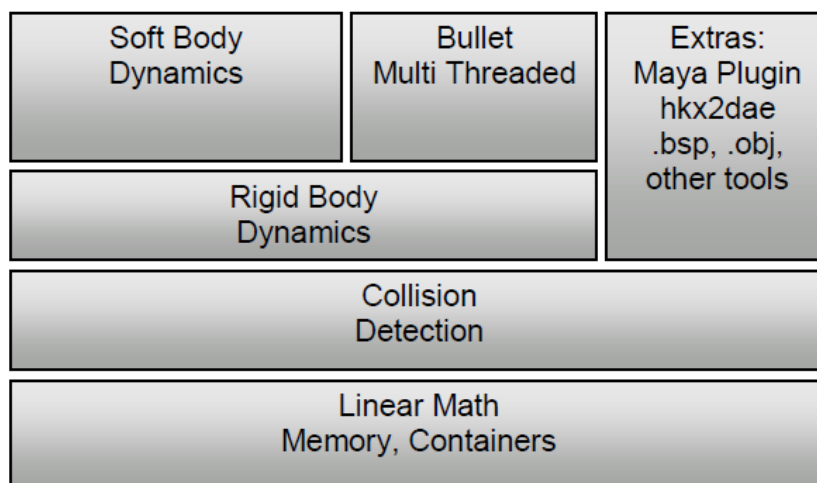 Soft Body
Dynamics
Bullet
Multi Threaded
Extras:
Maya Plugin
hkx2dae
.bsp, .obj,
other tools
Rigid Body
Dynamics
Collision
Detection
Linear Math
Memory, Containers